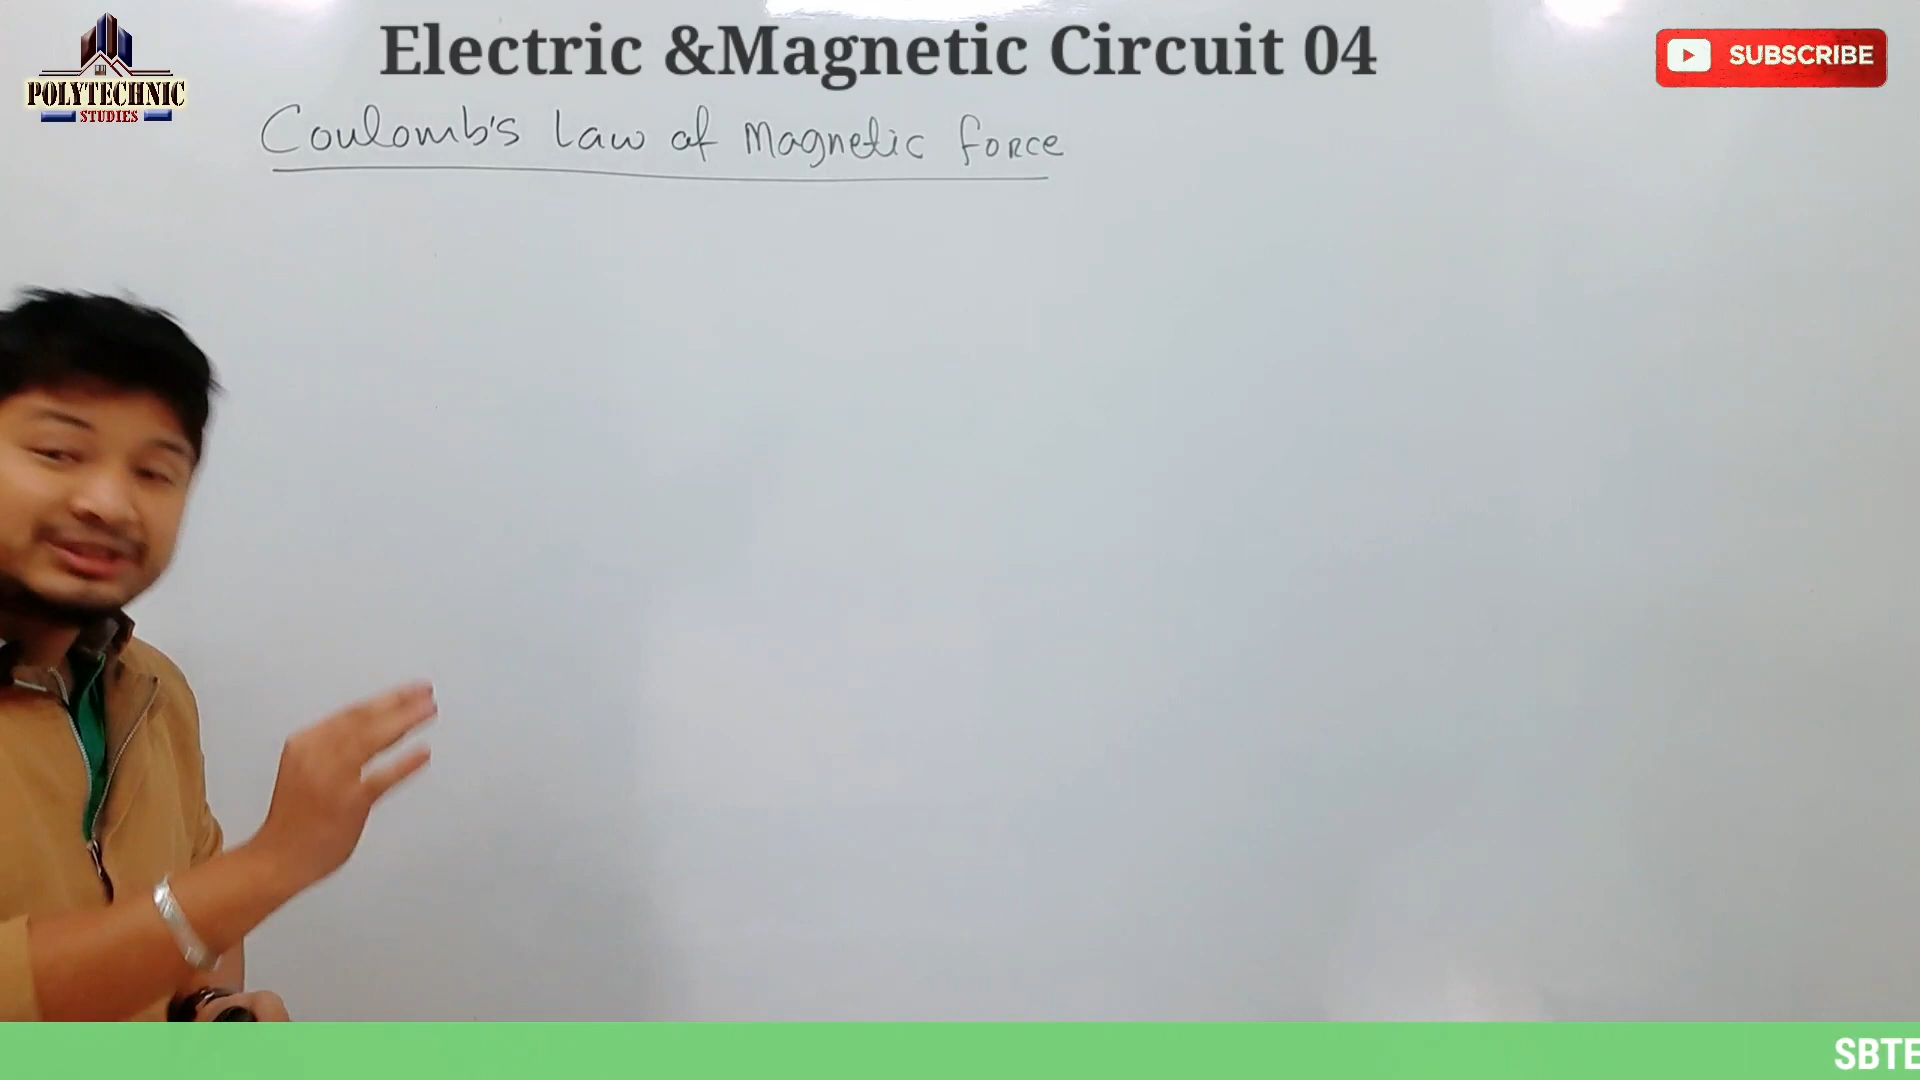 Electric &Magnetic Circuit 04
SUBSCRIBE
POLYTECHNIC
STUDIES
Coulomb's Law of Magnetic force
SBTE